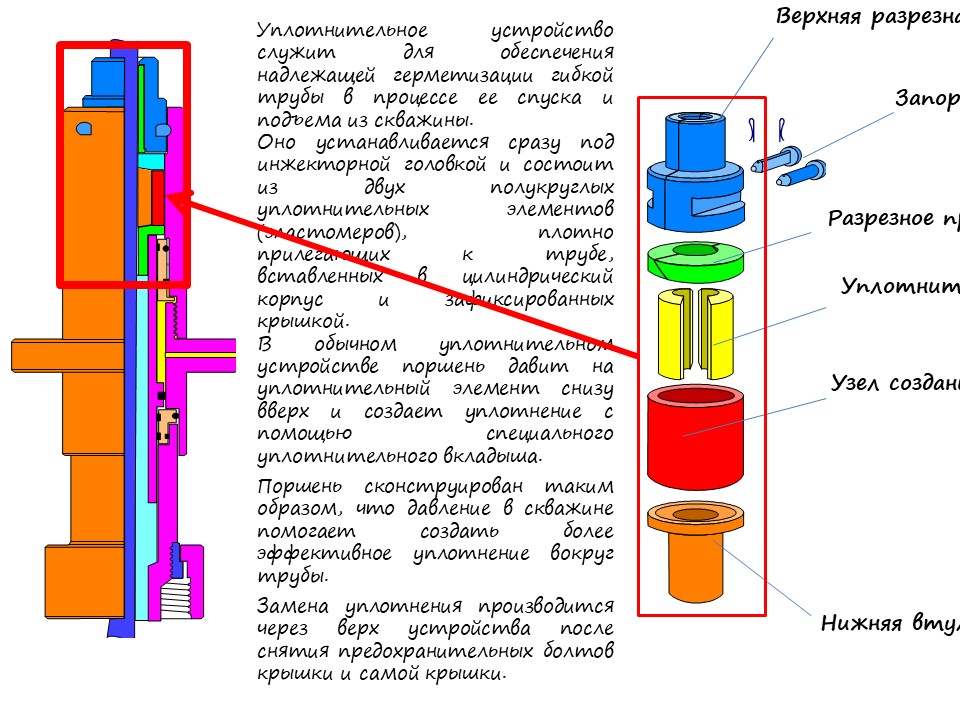 Уплотнительное устройство
служит для обеспечения
надлежащей герметизации гибкой
трубы в процессе ее спуска и
подъема из скважины.
Оно устанавливается сразу под
инжекторной головкой и состоит
из двух полукруглых
уплотнительных элементов
(эластомеров), плотно
прилегающих к трубе,
вставленных в цилиндрический
корпус и зафиксированных
крышкой.
В обычном уплотнительном
устройстве поршень давит на
уплотнительный элемент снизу
вверх и создает уплотнение с
помощью специального
уплотнительного вкладыша.
Поршень сконструирован таким
образом, что давление в скважине
помогает создать более
эффективное уплотнение вокруг
трубы.
Замена уплотнения производится
через верх устройства после
снятия предохранительных болтов
крышки и самой крышки.
Верхняя разрезна
Запор
Разрезное пр
Уплотнит
Узел создани
Нижняя втул